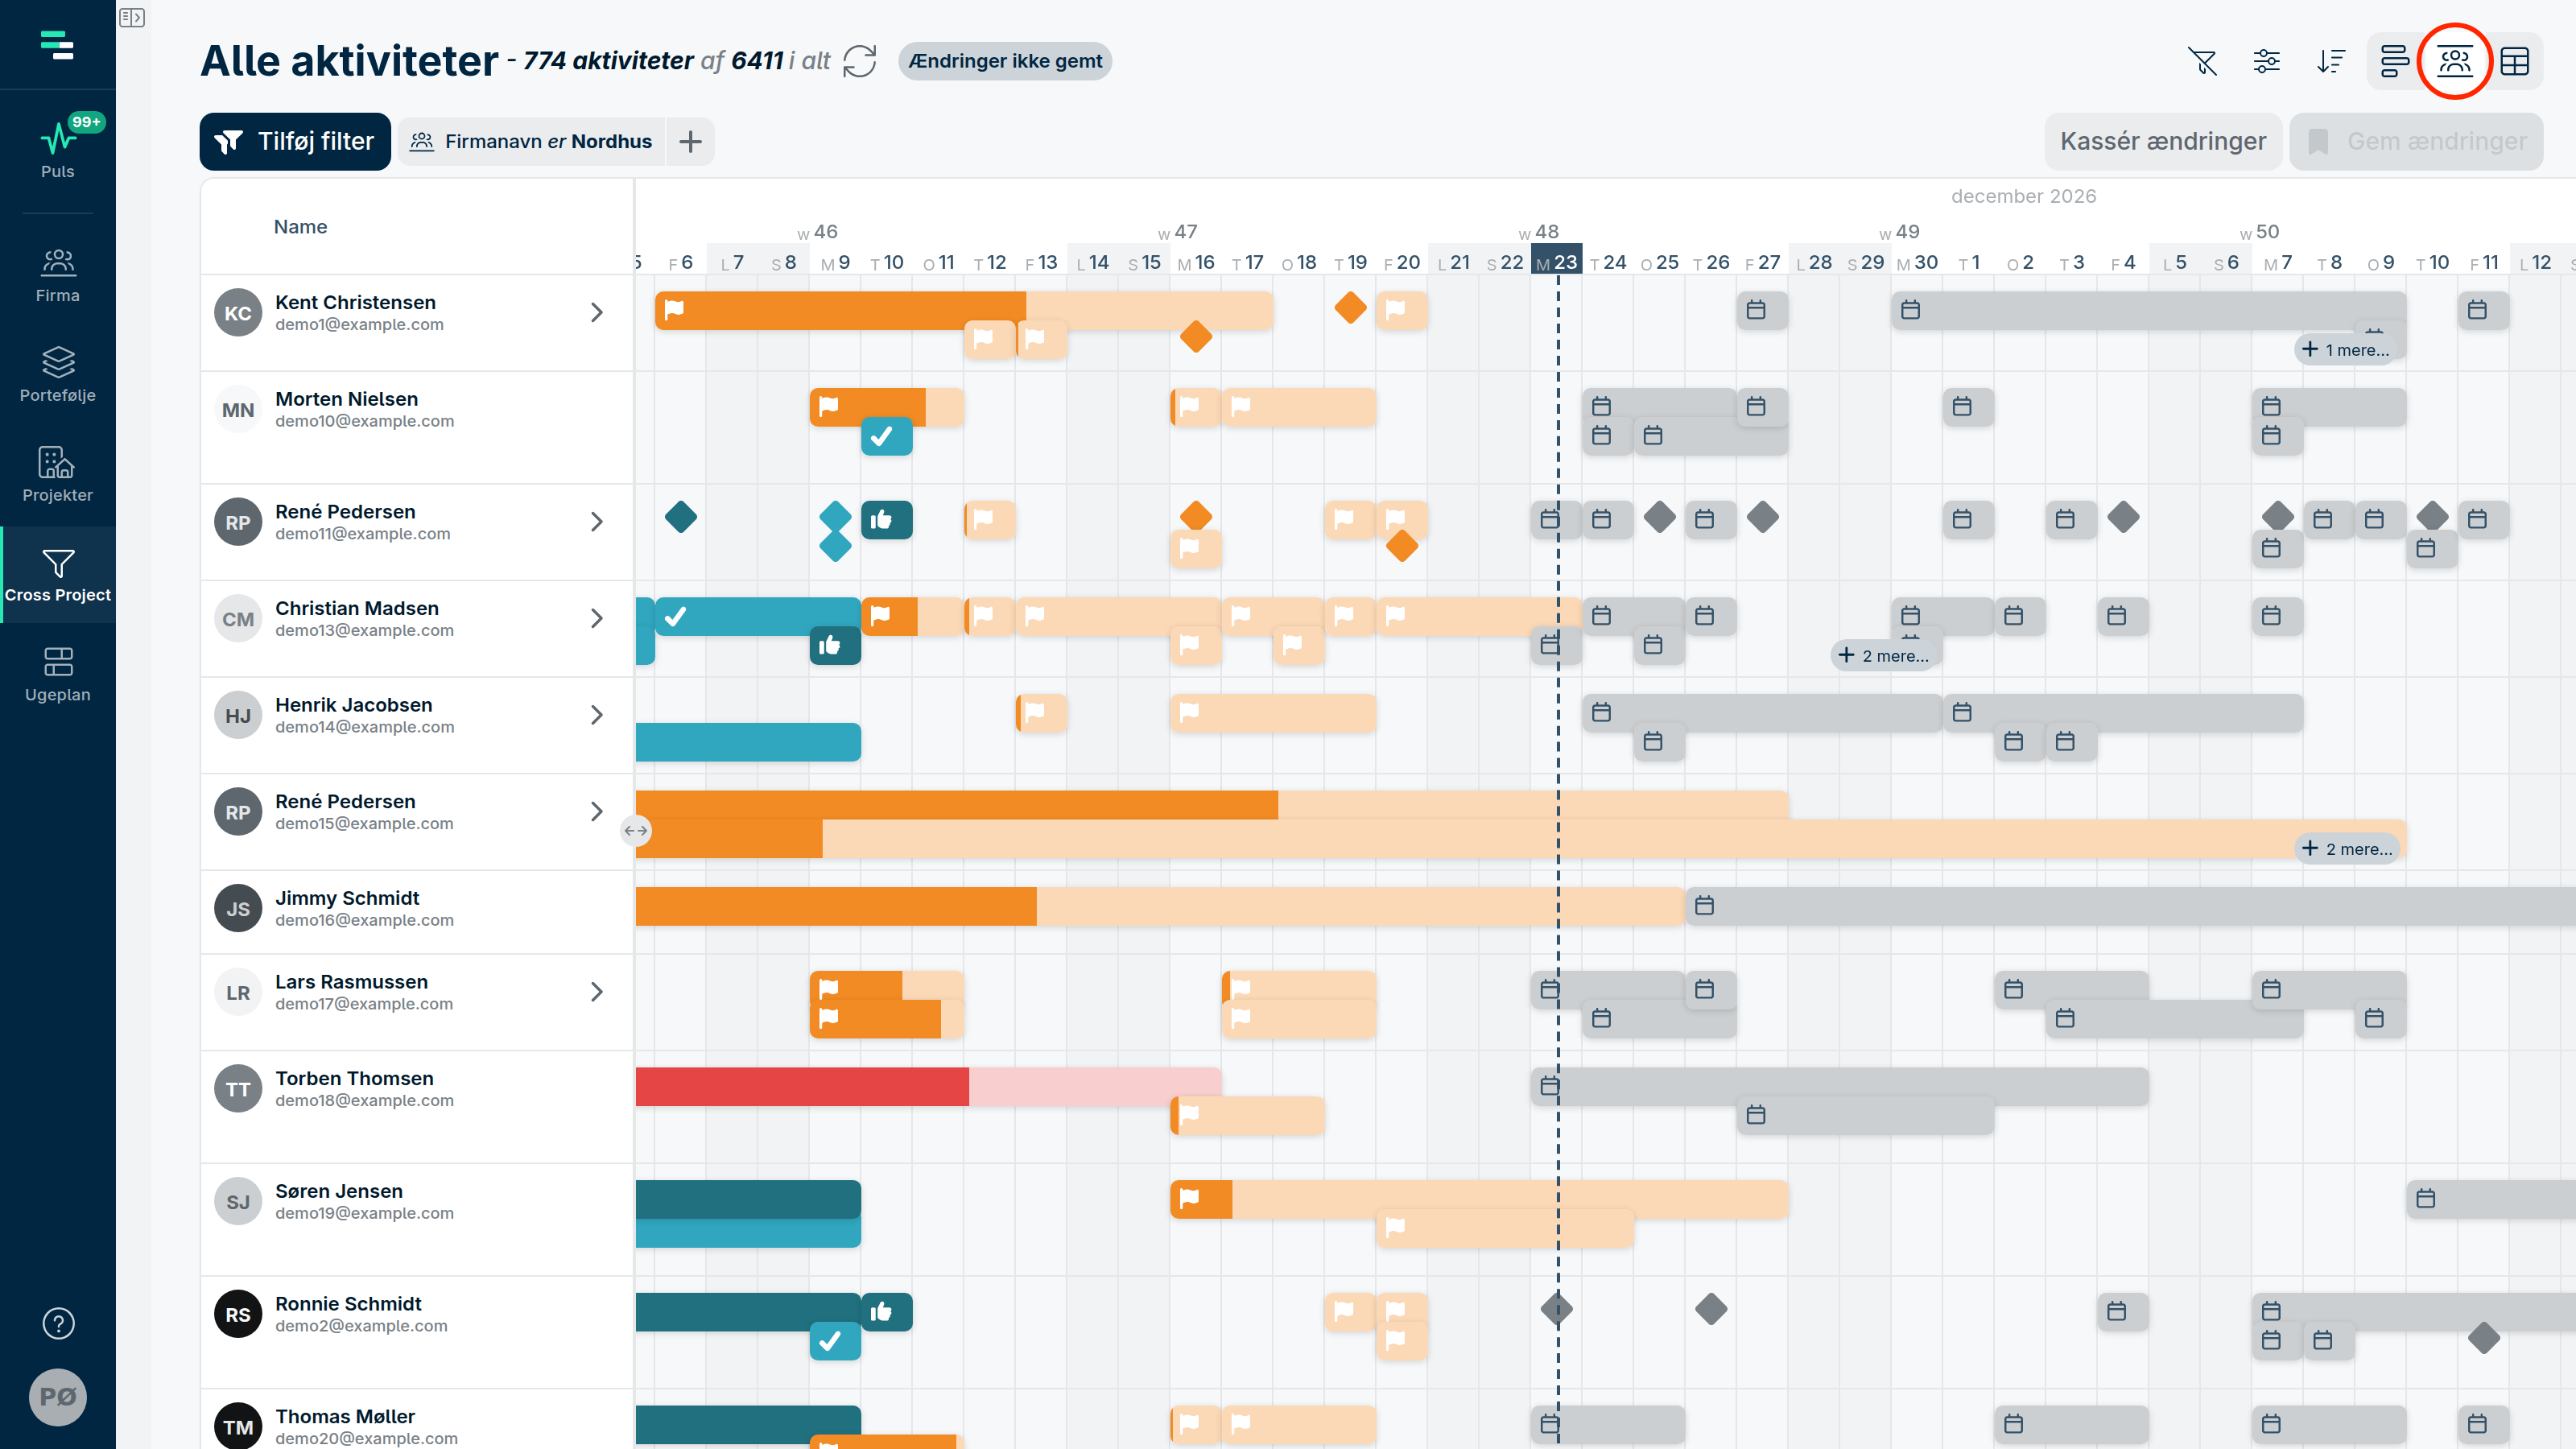 Alle aktiviteter - 774 aktiviteter af 6411 i alt
Ændringer ikke gemt
Tilføj filter
Firmanavn er Nordhus
Kassér ændringer
Gem ændringer
99+
Puls
Firma
Portefølje
Projekter
Cross Project
Ugeplan
PØ
december 2026
Name
w 46 w 47 w 48 w 49 w 50
5 F 6 L 7 S 8 M 9 T 10 O 11 T 12 F 13 L 14 S 15 M 16 T 17 O 18 T 19 F 20 L 21 S 22 M 23 T 24 O 25 T 26 F 27 L 28 S 29 M 30 T 1 O 2 T 3 F 4 L 5 S 6 M 7 T 8 O 9 T 10 F 11 L 12 S
KC
Kent Christensen
demo1@example.com
+ 1 mere...
MN
Morten Nielsen
demo10@example.com
RP
René Pedersen
demo11@example.com
CM
Christian Madsen
demo13@example.com
+ 2 mere...
HJ
Henrik Jacobsen
demo14@example.com
RP
René Pedersen
demo15@example.com
+ 2 mere...
JS
Jimmy Schmidt
demo16@example.com
LR
Lars Rasmussen
demo17@example.com
TT
Torben Thomsen
demo18@example.com
SJ
Søren Jensen
demo19@example.com
RS
Ronnie Schmidt
demo2@example.com
TM
Thomas Møller
demo20@example.com